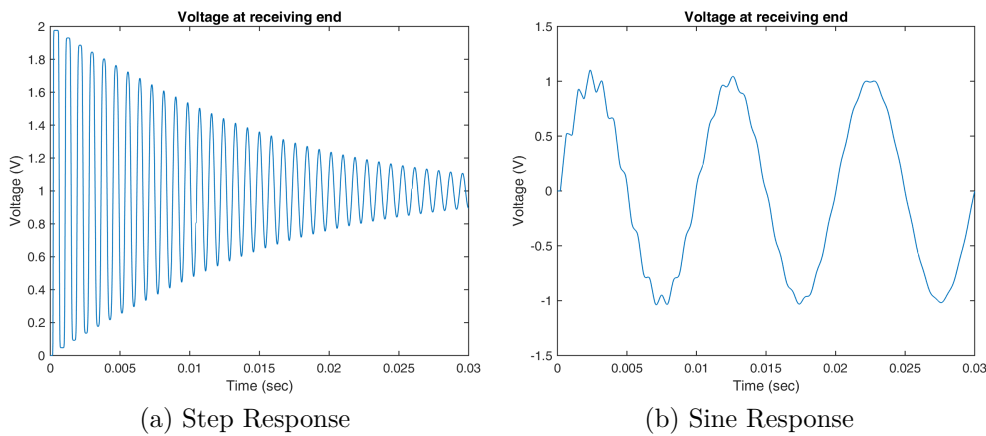 Voltage at receiving end
2
1.8
1.6
1.4
1.2
1
0.8
0.6
0.4
0.2
0
Voltage (V)
0 0.005 0.01 0.015 0.02 0.025 0.03
Time (sec)
(a) Step Response
Voltage at receiving end
1.5
1
0.5
0
-0.5
-1
-1.5
Voltage (V)
0 0.005 0.01 0.015 0.02 0.025 0.03
Time (sec)
(b) Sine Response